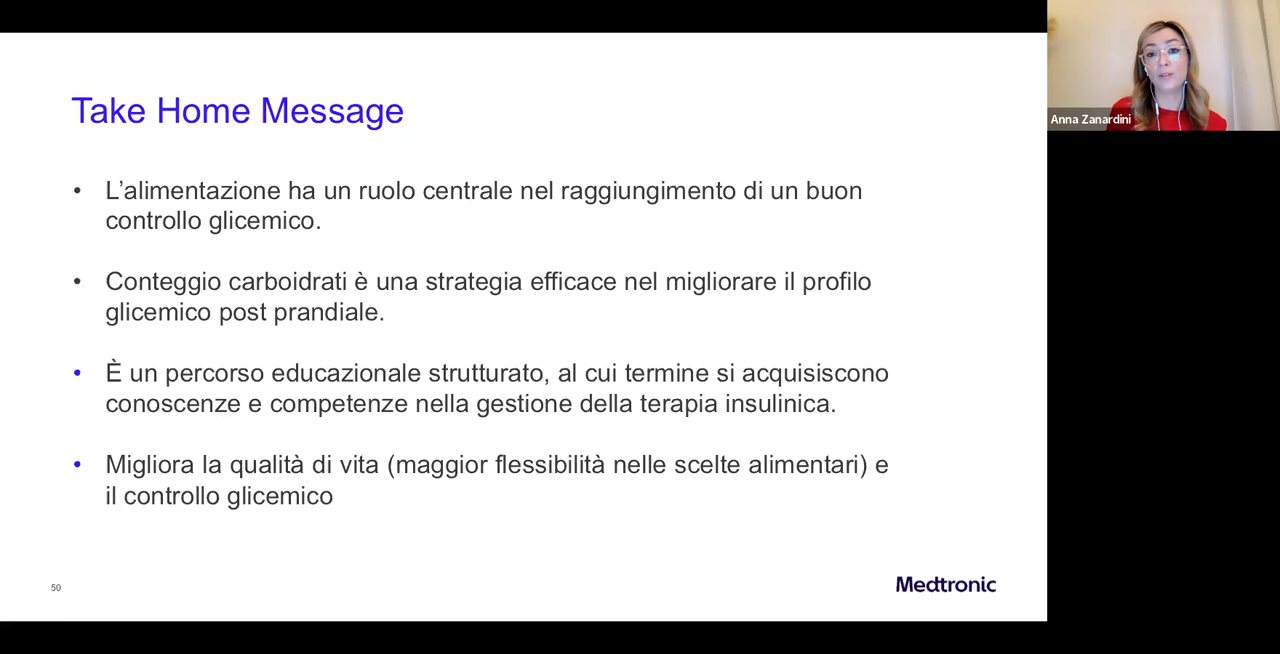 Take Home Message
• L’alimentazione ha un ruolo centrale nel raggiungimento di un buon
controllo glicemico.
• Conteggio carboidrati è una strategia efficace nel migliorare il profilo
glicemico post prandiale.
• È un percorso educazionale strutturato, al cui termine si acquisiscono
conoscenze e competenze nella gestione della terapia insulinica.
• Migliora la qualità di vita (maggior flessibilità nelle scelte alimentari) e
il controllo glicemico
50
Medtronic
Anna Zanardini